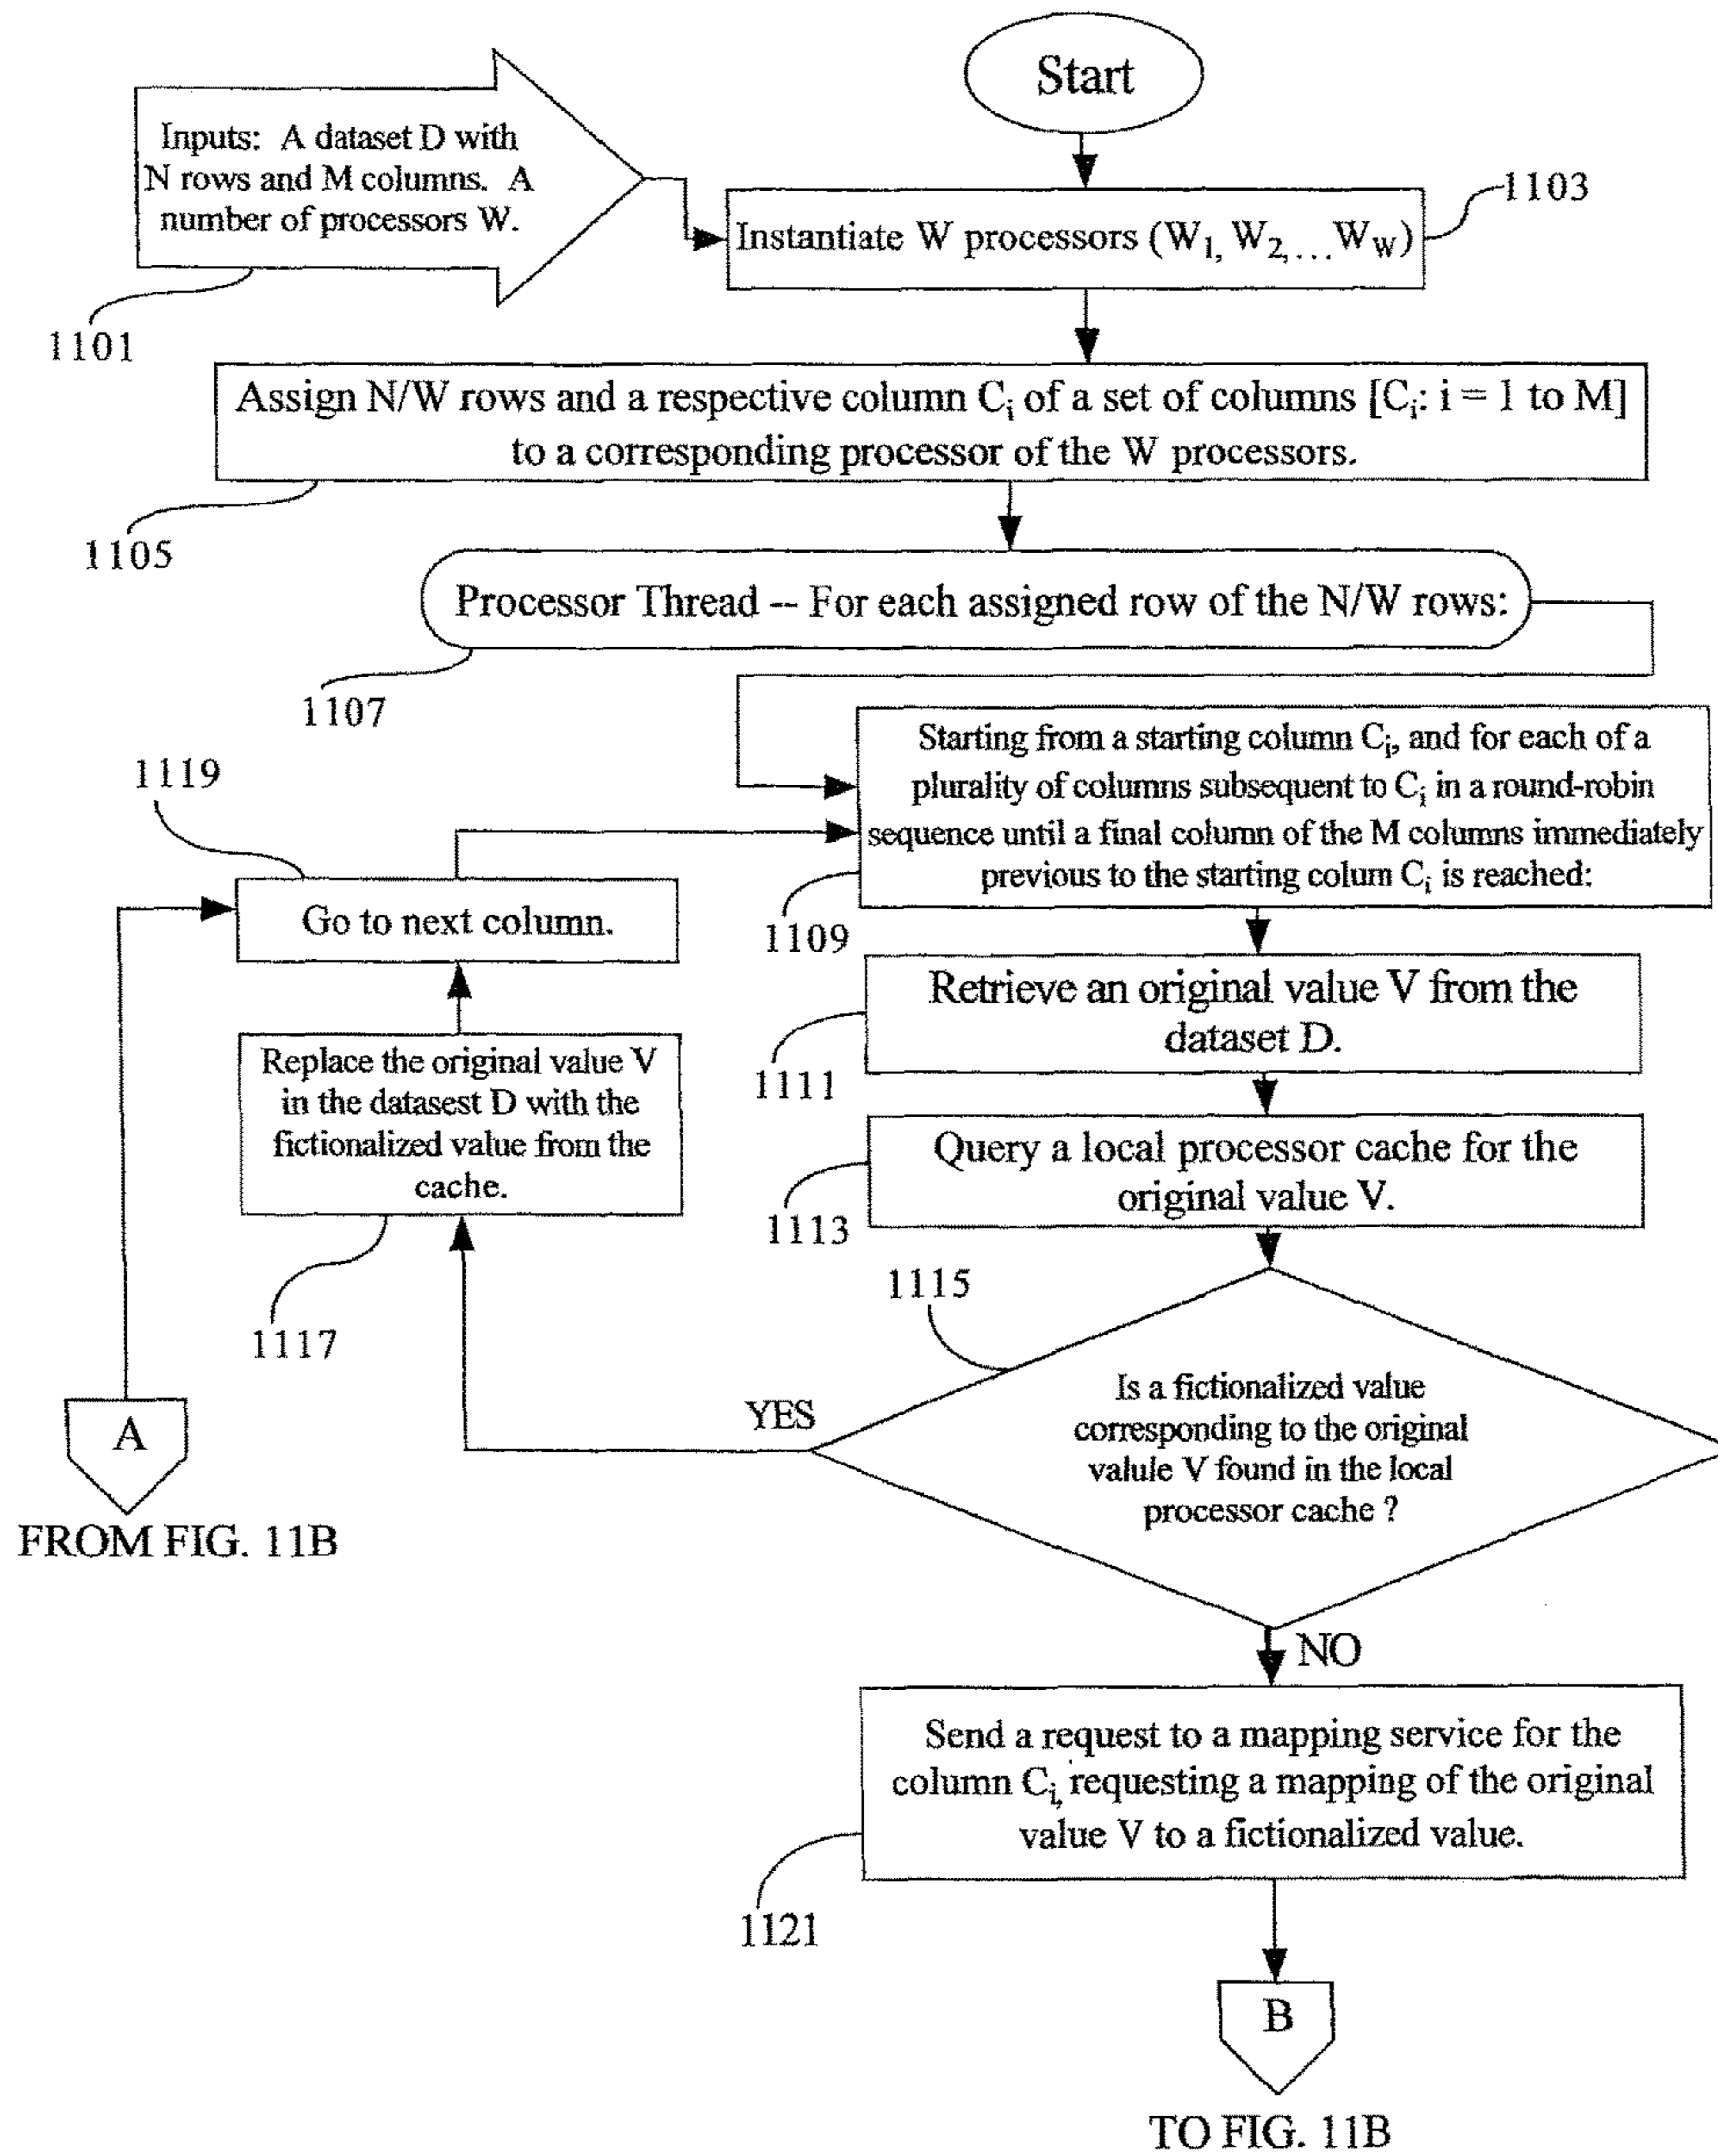 Start
Inputs: A dataset D with
N rows and M columns. A
number of processors W.
1101
Instantiate W processors (W1, W2,... WW)
1103
Assign N/W rows and a respective column Ci of a set of columns [Ci: i = 1 to M]
to a corresponding processor of the W processors.
1105
Processor Thread -- For each assigned row of the N/W rows:
1107
Starting from a starting column Ci, and for each of a
plurality of columns subsequent to Ci in a round-robin
sequence until a final column of the M columns immediately
previous to the starting colum Ci is reached:
1109
1119
Go to next column.
Retrieve an original value V from the
dataset D.
1111
Replace the original value V
in the datasest D with the
fictionalized value from the
cache.
1117
Query a local processor cache for the
original value V.
1113
1115
Is a fictionalized value
corresponding to the original
valule V found in the local
processor cache ?
YES
A
FROM FIG. 11B
NO
Send a request to a mapping service for the
column Ci, requesting a mapping of the original
value V to a fictionalized value.
1121
B
TO FIG. 11B